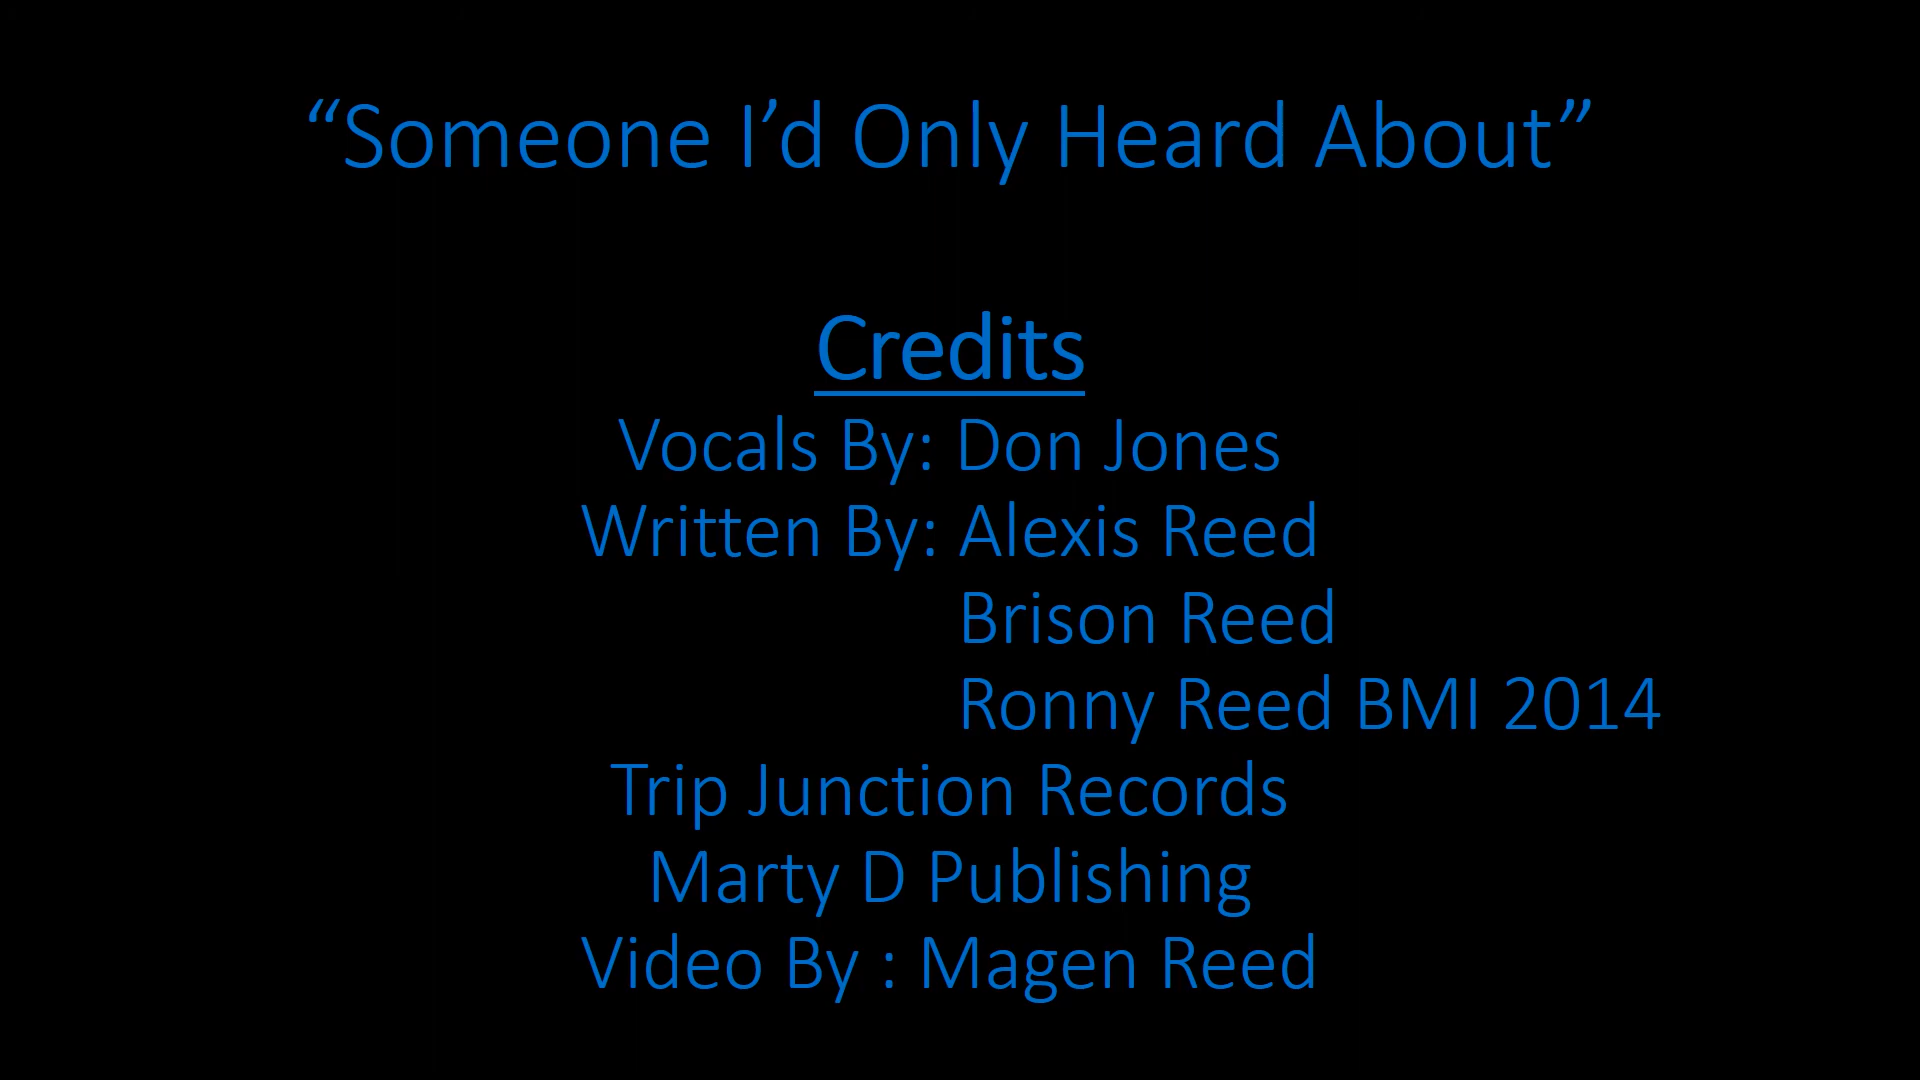 “Someone I’d Only Heard About”
Credits
Vocals By: Don Jones
Written By: Alexis Reed
Brison Reed
Ronny Reed BMI 2014
Trip Junction Records
Marty D Publishing
Video By : Magen Reed